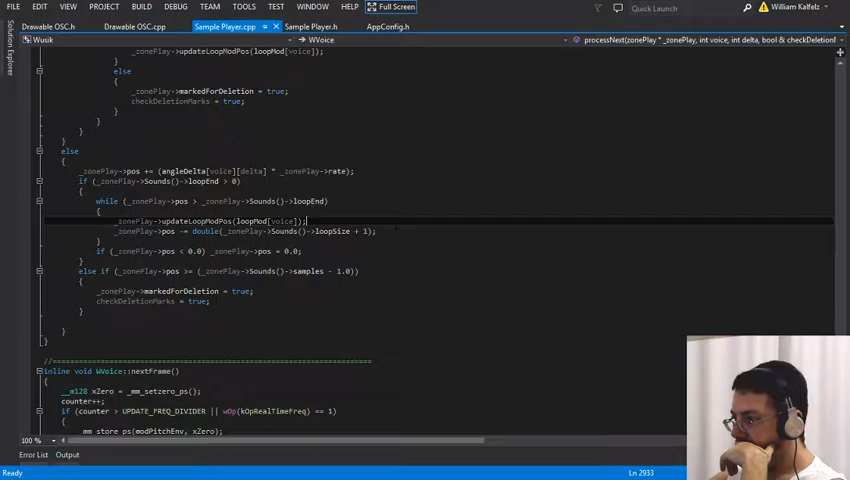 FILE EDIT VIEW PROJECT BUILD DEBUG TEAM TOOLS TEST WINDOW HELP Full Screen Quick Launch William Kalfelz
Drawable OSC.h Drawable OSC.cpp Sample Player.cpp Sample Player.h AppConfig.h
Solution Explorer
Wusik WVoice processNext(zonePlay * _zonePlay, int voice, int delta, bool & checkDeletionM
_zonePlay->updateLoopModPos(loopMod[voice]);
}
else
{
_zonePlay->markedForDeletion = true;
checkDeletionMarks = true;
}
}
}
else
{
_zonePlay->pos += (angleDelta[voice][delta] * _zonePlay->rate);
if (_zonePlay->Sounds()->loopEnd > 0)
{
while (_zonePlay->pos > _zonePlay->Sounds()->loopEnd)
{
_zonePlay->updateLoopModPos(loopMod[voice]);
_zonePlay->pos -= double(_zonePlay->Sounds()->loopSize + 1);
}
if (_zonePlay->pos < 0.0) _zonePlay->pos = 0.0;
}
else if (_zonePlay->pos >= (_zonePlay->Sounds()->samples - 1.0))
{
_zonePlay->markedForDeletion = true;
checkDeletionMarks = true;
}
}
}
//==========================================================================
inline void WVoice::nextFrame()
{
__m128 xZero = _mm_setzero_ps();
counter++;
if (counter > UPDATE_FREQ_DIVIDER || wOp(kOpRealTimeFreq) == 1)
{
_mm_store_ps(modPitchEnv, xZero);
100 %
Error List Output
Ready Ln 2933